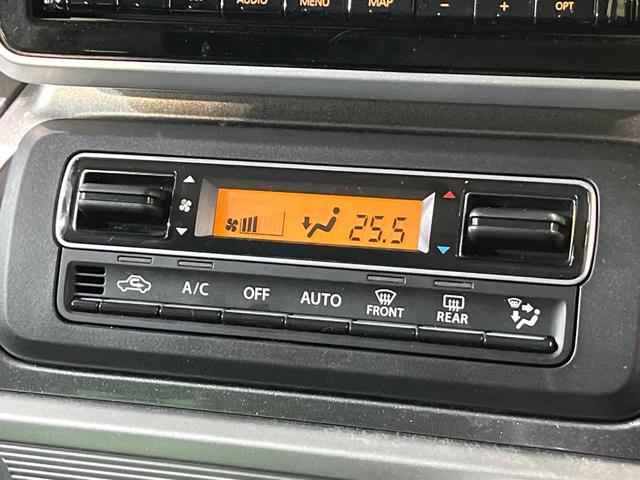 AUDIO MENU MAP − + OPT
25.5
A/C OFF AUTO FRONT REAR